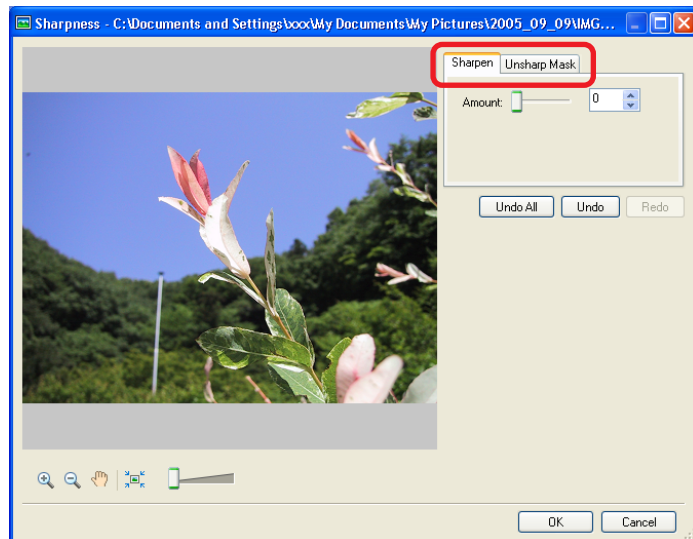 Sharpness - C:\Documents and Settings\xxx\My Documents\My Pictures\2005_09_09\IMG...
Sharpen Unsharp Mask
Amount: 0
Undo All Undo Redo
OK Cancel